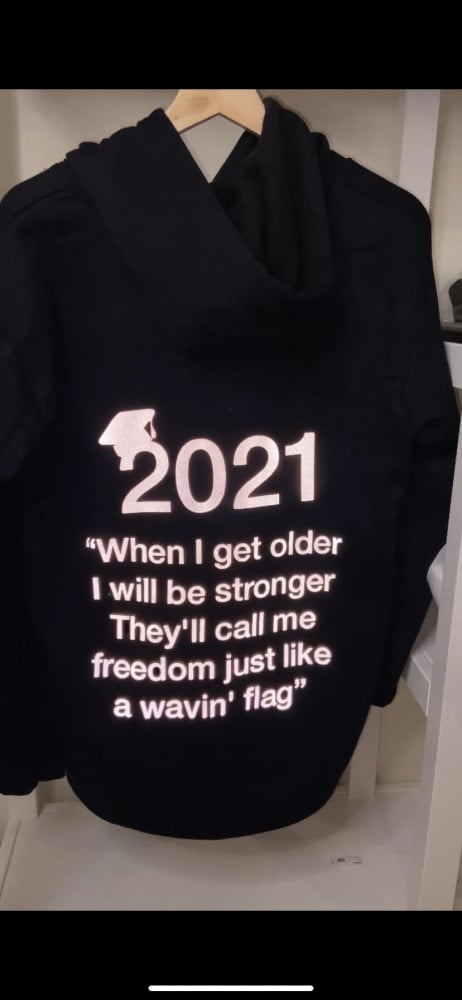 2021
“When I get older
I will be stronger
They'll call me
freedom just like
a wavin' flag”